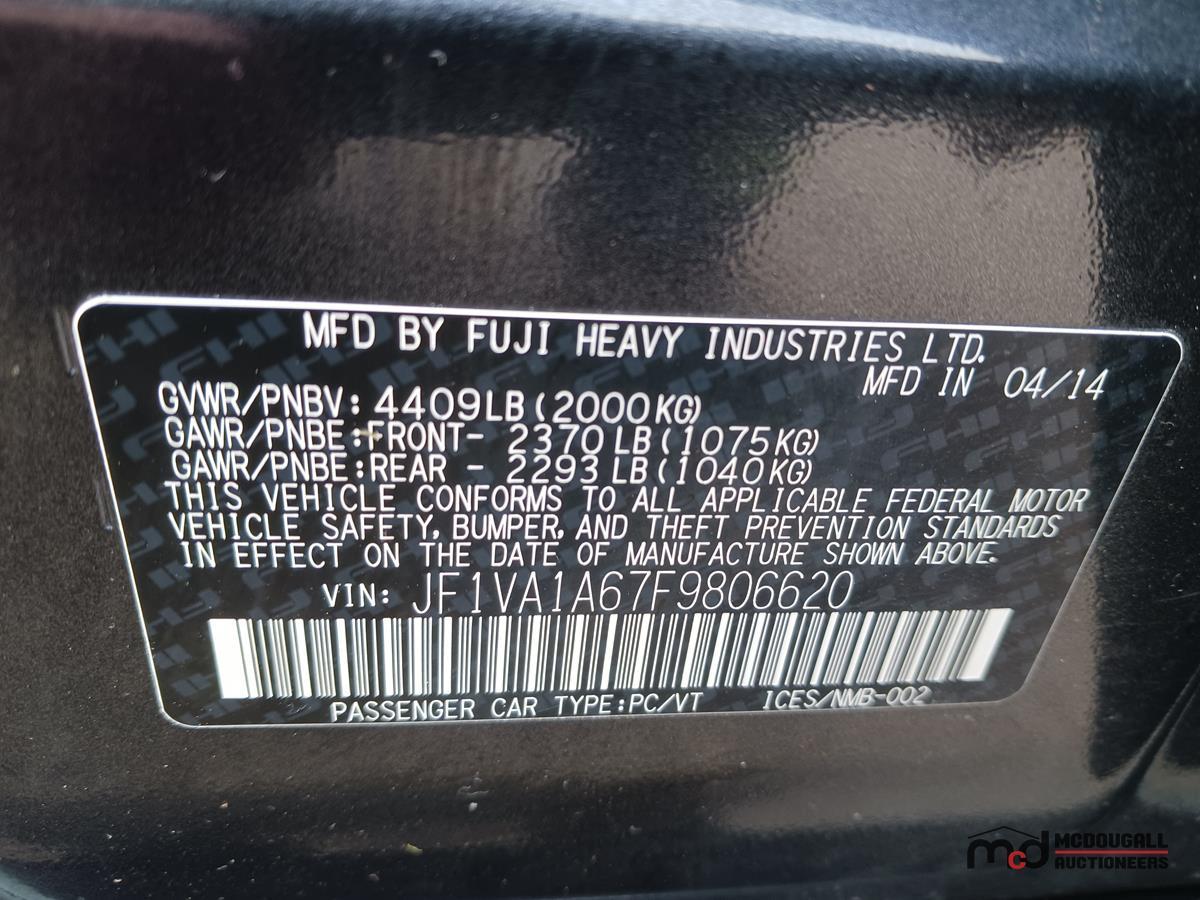 MFD BY FUJI HEAVY INDUSTRIES LTD.
MFD IN 04/14
GVWR/PNBV: 4409LB(2000KG)
GAWR/PNBE:FRONT- 2370LB(1075KG)
GAWR/PNBE:REAR - 2293LB(1040KG)
THIS VEHICLE CONFORMS TO ALL APPLICABLE FEDERAL MOTOR
VEHICLE SAFETY, BUMPER, AND THEFT PREVENTION STANDARDS
IN EFFECT ON THE DATE OF MANUFACTURE SHOWN ABOVE.
VIN: JF1VA1A67F9806620
PASSENGER CAR TYPE:PC/VT ICES/NMB-002
mcd MCDOUGALL
AUCTIONEERS